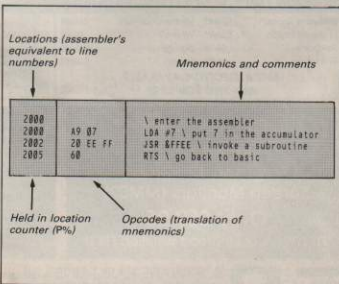 Locations (assembler's
equivalent to line
numbers)
Mnemonics and comments
2000 \ enter the assembler
2000 A9 07 LDA #7 \ put 7 in the accumulator
2002 20 EE FF JSR &FFEE \ invoke a subroutine
2005 60 RTS \ go back to basic
Held in location
counter (P%)
Opcodes (translation of
mnemonics)